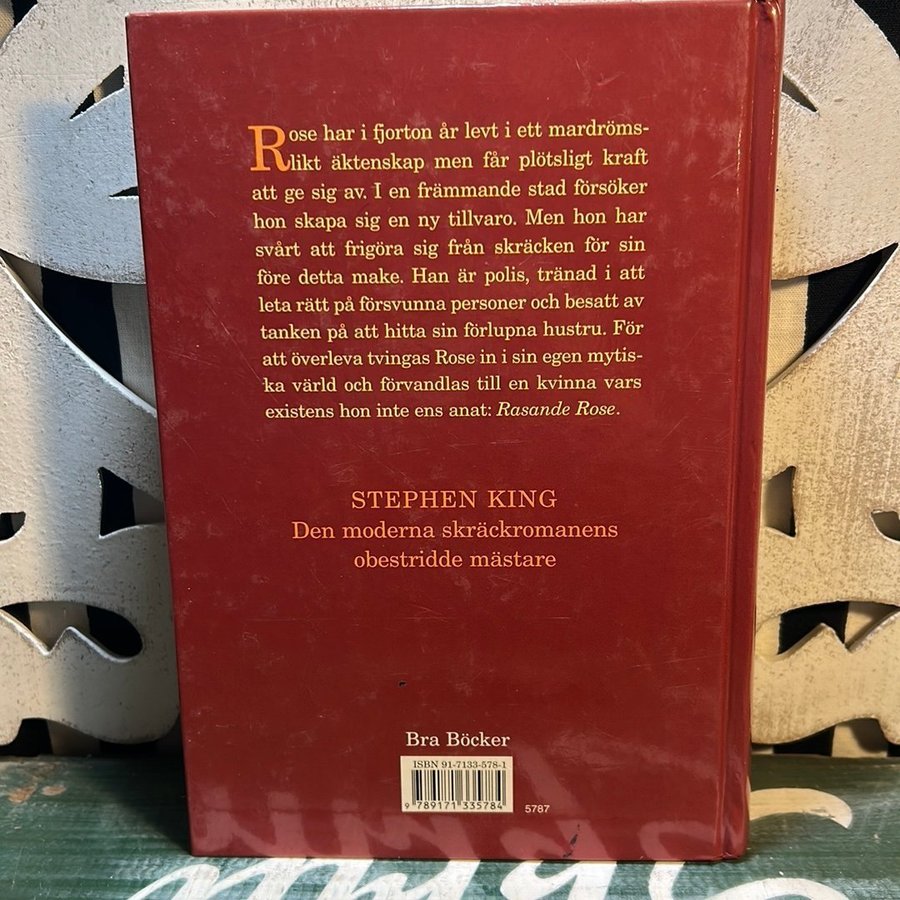 Rose har i fjorton år levt i ett mardröms-
likt äktenskap men får plötsligt kraft
att ge sig av. I en främmande stad försöker
hon skapa sig en ny tillvaro. Men hon har
svårt att frigöra sig från skräcken för sin
före detta make. Han är polis, tränad i att
leta rätt på försvunna personer och besatt av
tanken på att hitta sin förlupna hustru. För
att överleva tvingas Rose in i sin egen mytis-
ka värld och förvandlas till en kvinna vars
existens hon inte ens anat: Rasande Rose.
STEPHEN KING
Den moderna skräckromanens
obestridde mästare
Bra Böcker
ISBN 91-7133-578-1
9 789171 335784
5787